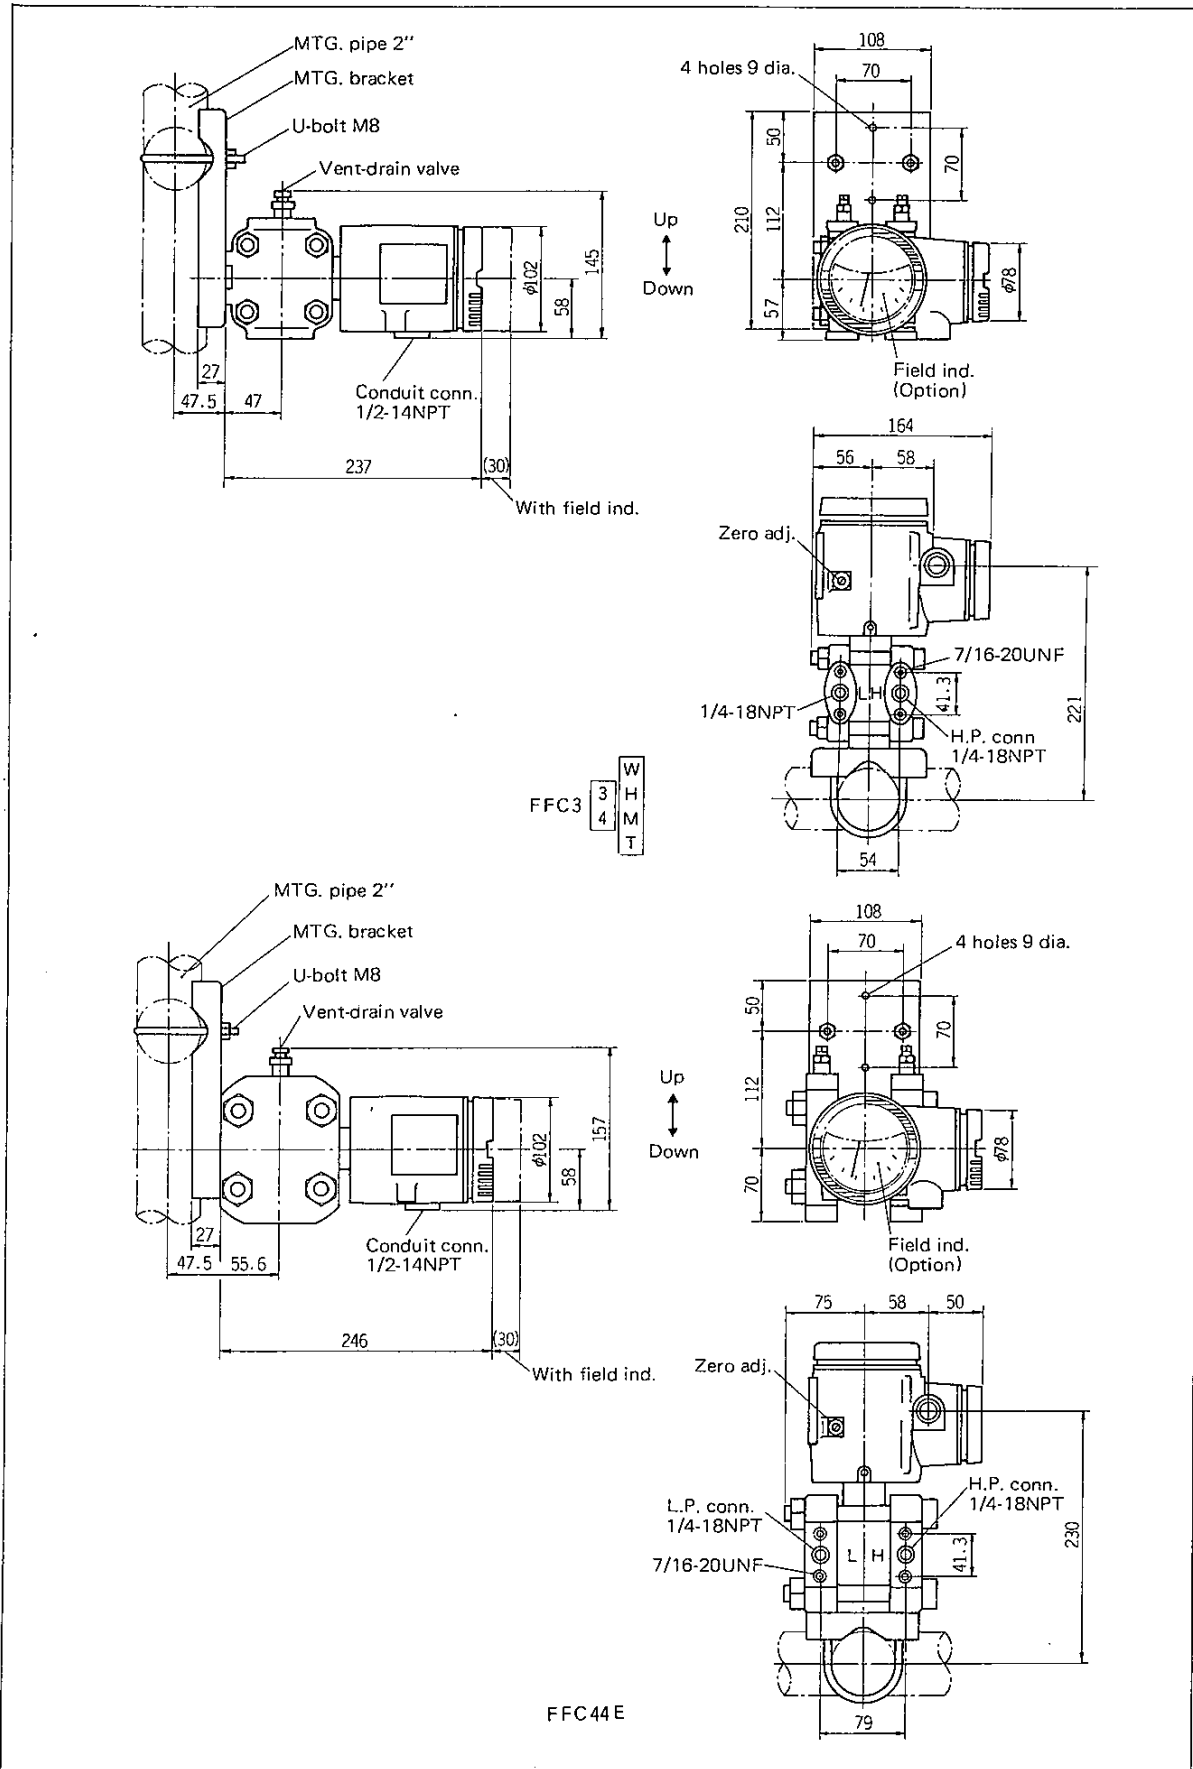 MTG. pipe 2''
MTG. bracket
U-bolt M8
Vent-drain valve
145
φ102
58
27
47.5
47
Conduit conn.
1/2-14NPT
237
(30)
With field ind.
108
4 holes 9 dia.
70
50
70
210
112
Up
Down
57
φ78
Field ind.
(Option)
164
56
58
Zero adj.
7/16-20UNF
L H
41.3
221
1/4-18NPT
H.P. conn
1/4-18NPT
54
FFC3
3
4
W
H
M
T
MTG. pipe 2''
MTG. bracket
U-bolt M8
Vent-drain valve
157
φ102
58
27
47.5
55.6
Conduit conn.
1/2-14NPT
246
(30)
With field ind.
108
70
4 holes 9 dia.
50
70
112
Up
Down
70
φ78
Field ind.
(Option)
75
58
50
Zero adj.
H.P. conn.
1/4-18NPT
L.P. conn.
1/4-18NPT
L H
41.3
230
7/16-20UNF
79
FFC44E